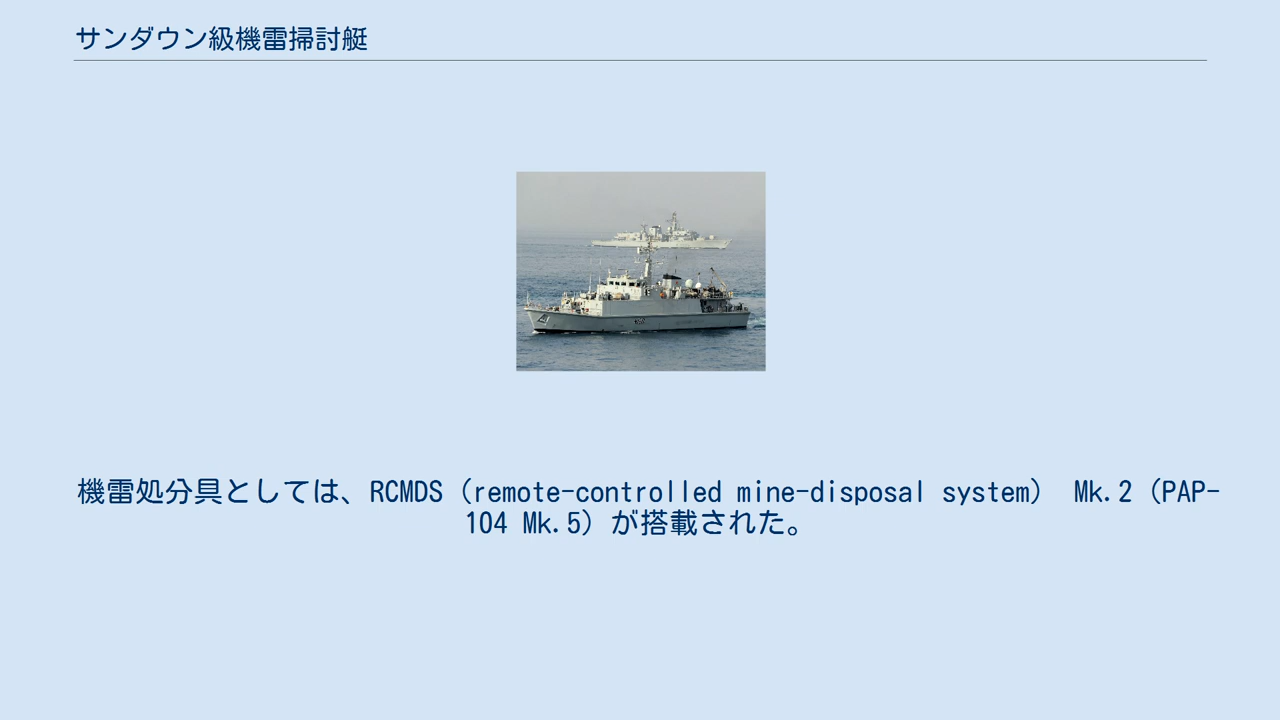 サンダウン級機雷掃討艇
機雷処分具としては、RCMDS（remote-controlled mine-disposal system） Mk.2（PAP-
104 Mk.5）が搭載された。